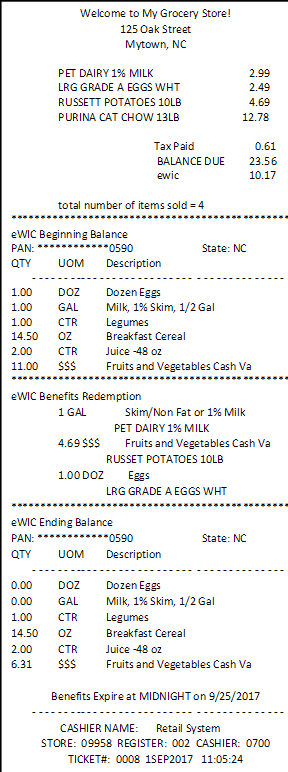 Welcome to My Grocery Store!
125 Oak Street
Mytown, NC
PET DAIRY 1% MILK 2.99
LRG GRADE A EGGS WHT 2.49
RUSSETT POTATOES 10LB 4.69
PURINA CAT CHOW 13LB 12.78
Tax Paid 0.61
BALANCE DUE 23.56
ewic 10.17
total number of items sold = 4
************************************************
eWIC Beginning Balance
PAN: ************0590 State: NC
QTY UOM Description
- - - - - - - - - - - - - - - - - - - - - - - - - - - - - - - - - - - -
1.00 DOZ Dozen Eggs
1.00 GAL Milk, 1% Skim, 1/2 Gal
1.00 CTR Legumes
14.50 OZ Breakfast Cereal
2.00 CTR Juice -48 oz
11.00 $$$ Fruits and Vegetables Cash Va
************************************************
eWIC Benefits Redemption
1 GAL Skim/Non Fat or 1% Milk
PET DAIRY 1% MILK
4.69 $$$ Fruits and Vegetables Cash Va
RUSSET POTATOES 10LB
1.00 DOZ Eggs
LRG GRADE A EGGS WHT
************************************************
eWIC Ending Balance
PAN: ************0590 State: NC
QTY UOM Description
- - - - - - - - - - - - - - - - - - - - - - - - - - - - - - - - - - - -
0.00 DOZ Dozen Eggs
0.00 GAL Milk, 1% Skim, 1/2 Gal
1.00 CTR Legumes
14.50 OZ Breakfast Cereal
2.00 CTR Juice -48 oz
6.31 $$$ Fruits and Vegetables Cash Va
Benefits Expire at MIDNIGHT on 9/25/2017
- - - - - - - - - - - - - - - - - - - - - - - - - - - - - - - - - - - -
CASHIER NAME: Retail System
STORE: 09958 REGISTER: 002 CASHIER: 0700
TICKET#: 0008 1SEP2017 11:05:24